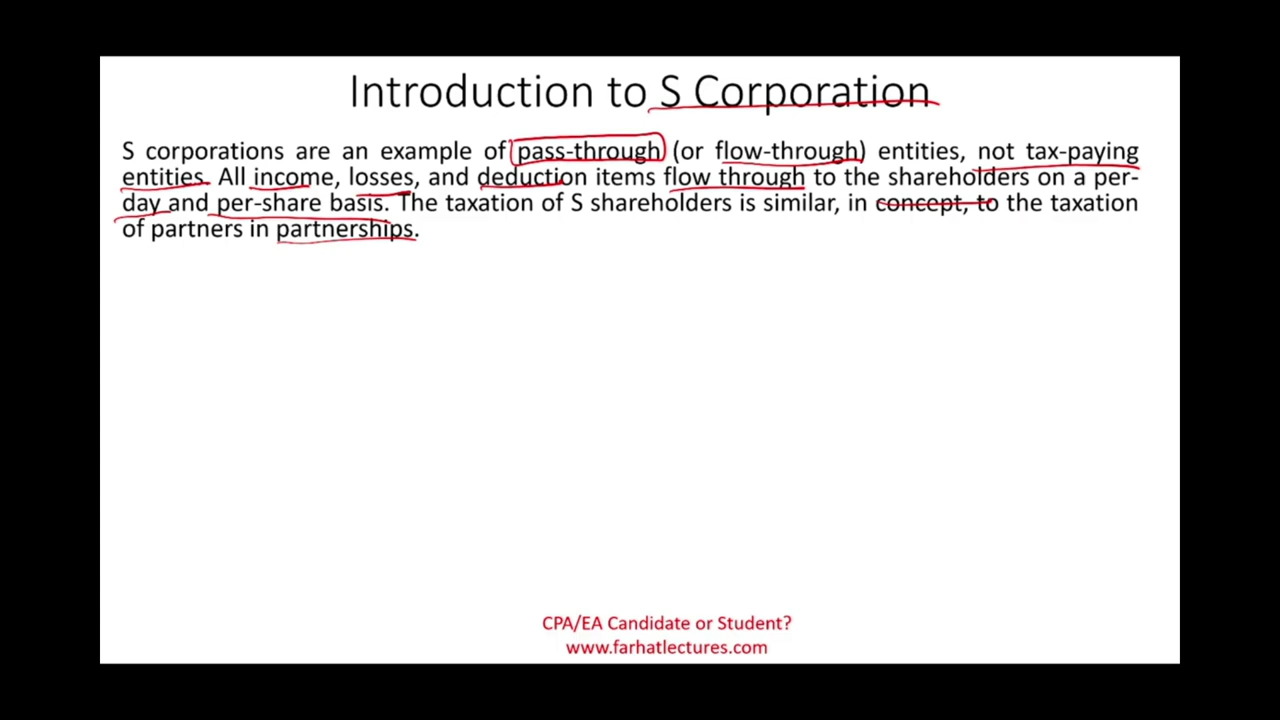 Introduction to S Corporation
S corporations are an example of pass-through (or flow-through) entities, not tax-paying
entities. All income, losses, and deduction items flow through to the shareholders on a per-
day and per-share basis. The taxation of S shareholders is similar, in concept, to the taxation
of partners in partnerships.
CPA/EA Candidate or Student?
www.farhatlectures.com